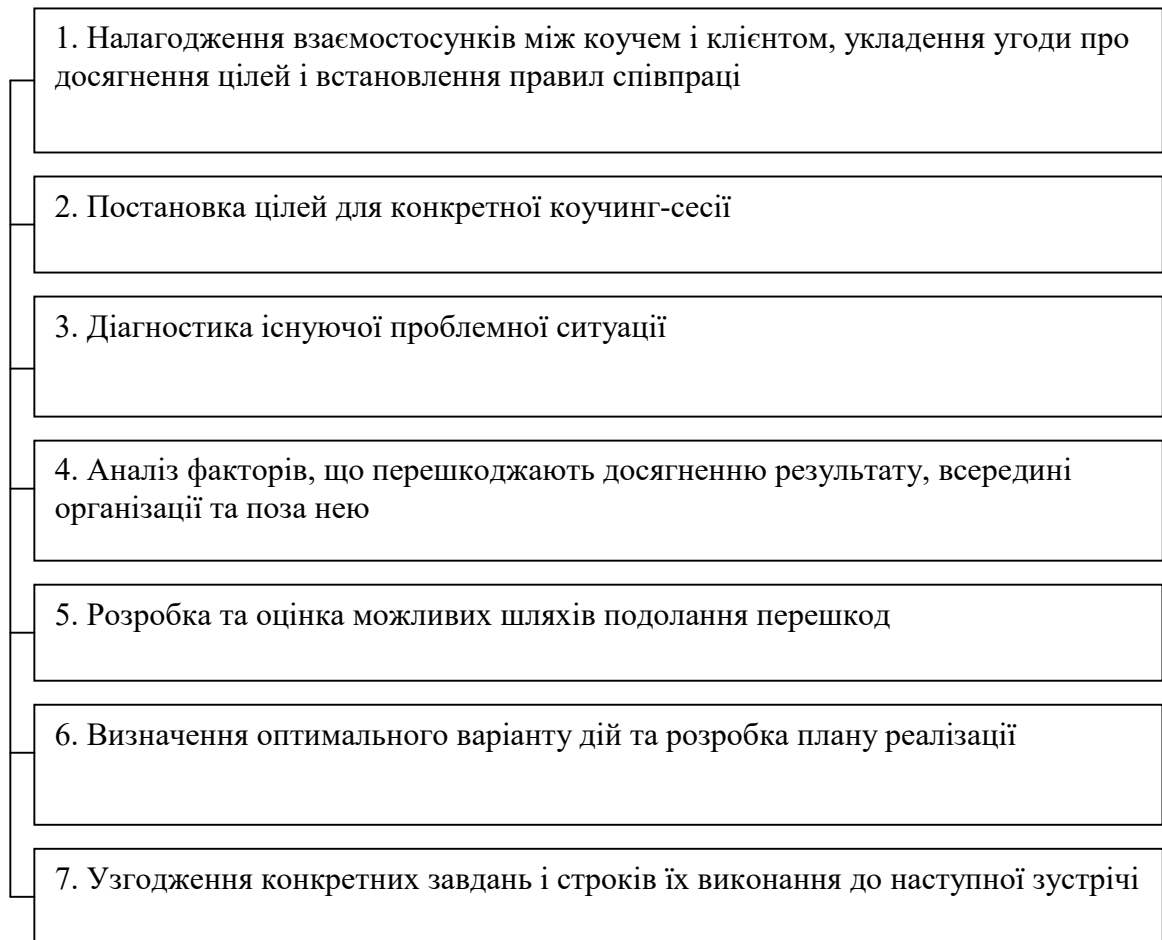 1. Налагодження взаємостосунків між коучем і клієнтом, укладення угоди про
досягнення цілей і встановлення правил співпраці
2. Постановка цілей для конкретної коучинг-сесії
3. Діагностика існуючої проблемної ситуації
4. Аналіз факторів, що перешкоджають досягненню результату, всередині
організації та поза нею
5. Розробка та оцінка можливих шляхів подолання перешкод
6. Визначення оптимального варіанту дій та розробка плану реалізації
7. Узгодження конкретних завдань і строків їх виконання до наступної зустрічі